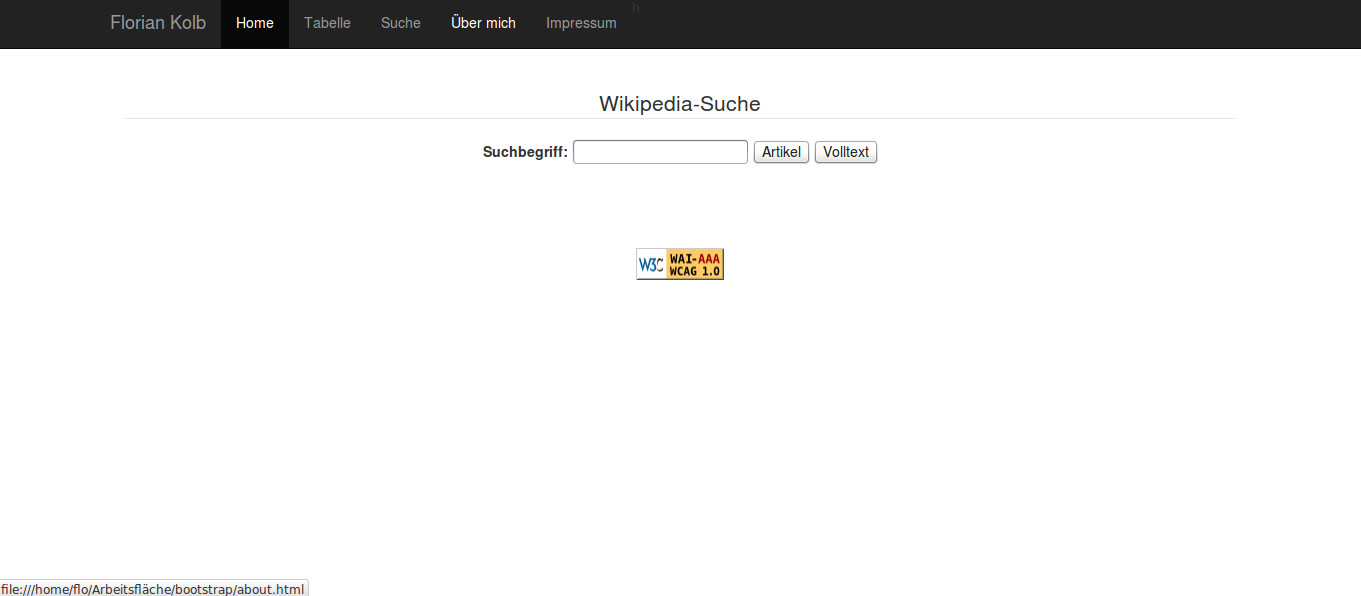 Florian Kolb Home Tabelle Suche Über mich Impressum h
Wikipedia-Suche
Suchbegriff: Artikel Volltext
W3C WAI-AAA
WCAG 1.0
file:///home/flo/Arbeitsfläche/bootstrap/about.html